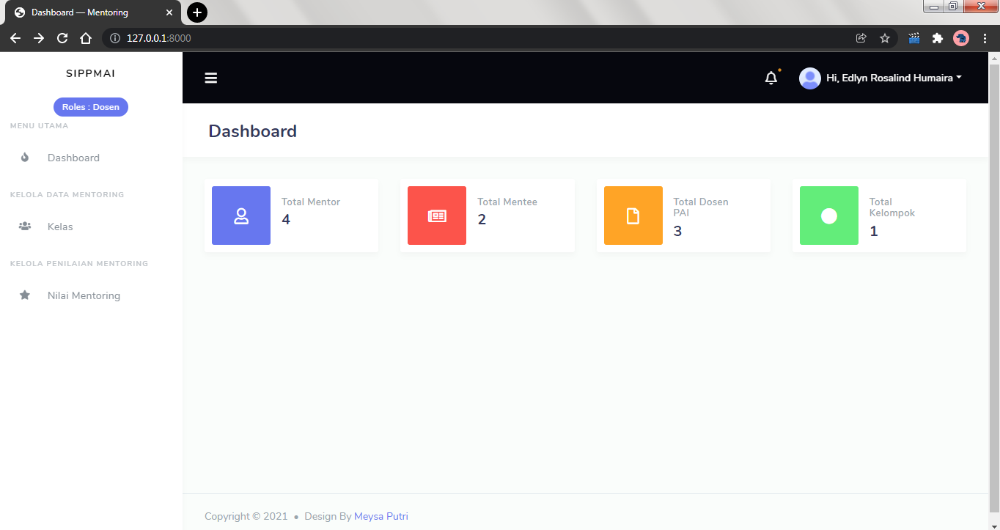 Dashboard — Mentoring
127.0.0.1:8000
SIPPMAI
Roles : Dosen
MENU UTAMA
Dashboard
KELOLA DATA MENTORING
Kelas
KELOLA PENILAIAN MENTORING
Nilai Mentoring
Hi, Edlyn Rosalind Humaira
Dashboard
Total Mentor
4
Total Mentee
2
Total Dosen
PAI
3
Total
Kelompok
1
Copyright © 2021 • Design By Meysa Putri